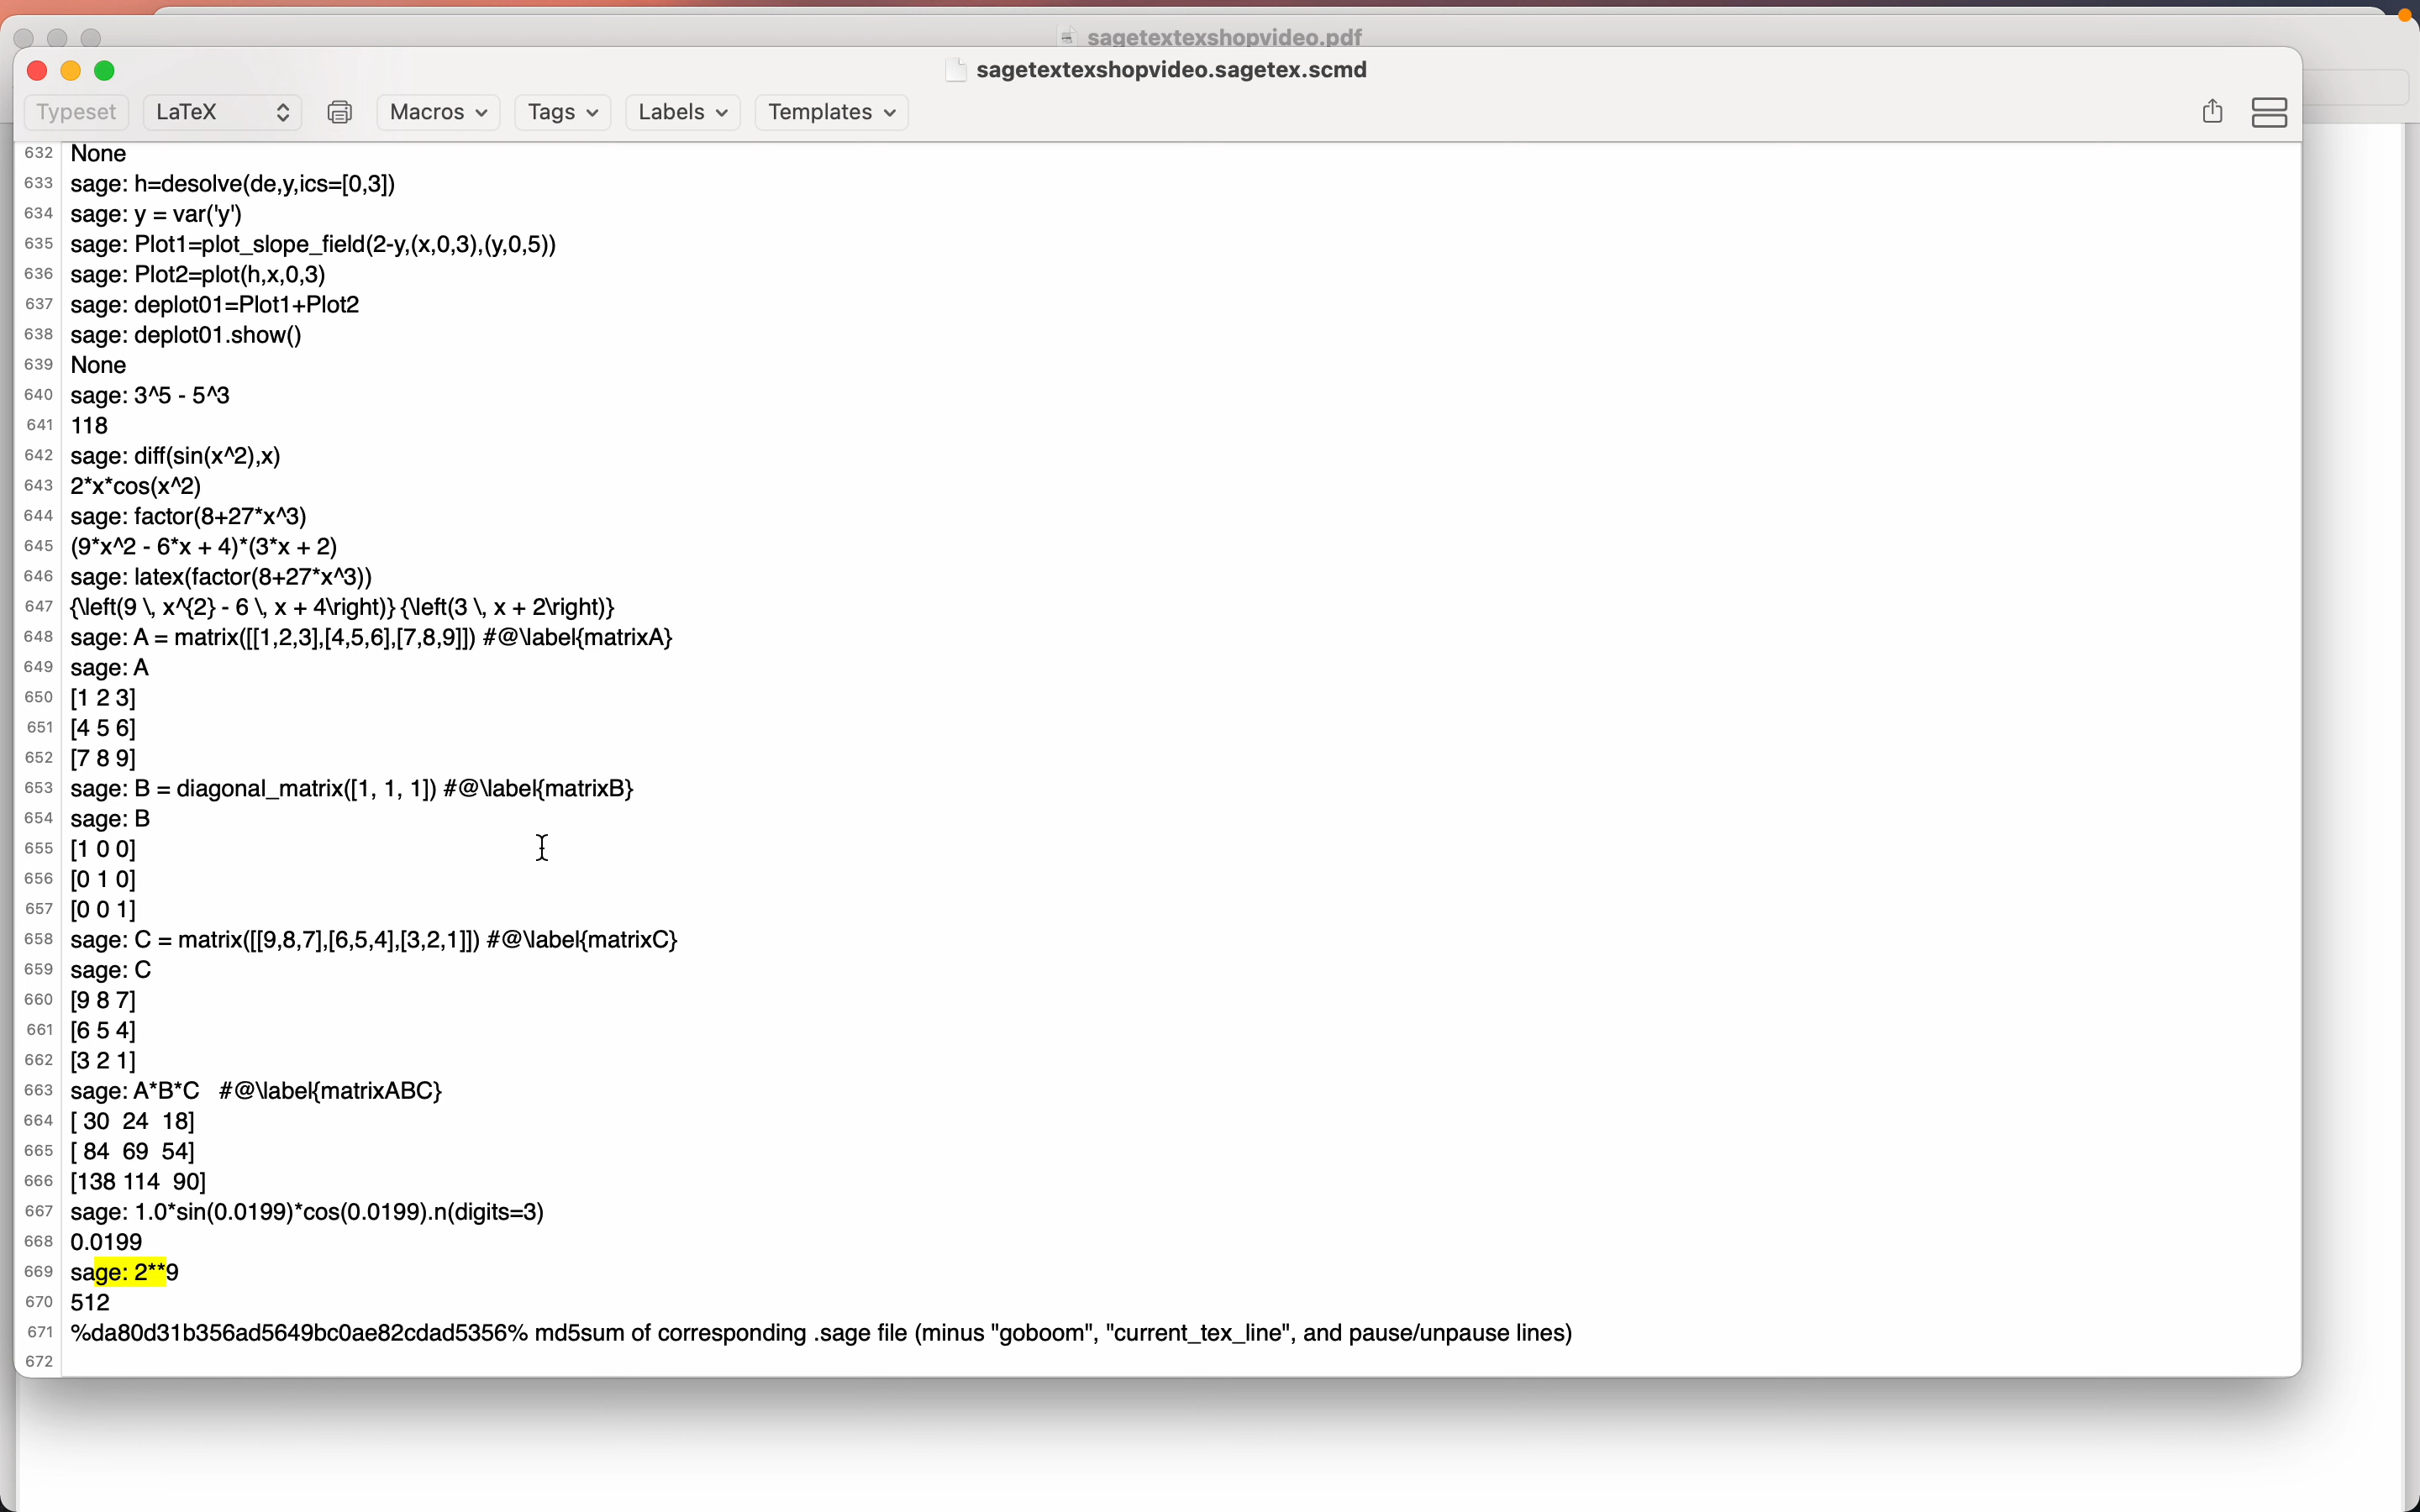 sagetextexshopvideo.pdf
sagetextexshopvideo.sagetex.scmd
Typeset LaTeX Macros Tags Labels Templates
632 None
633 sage: h=desolve(de,y,ics=[0,3])
634 sage: y = var('y')
635 sage: Plot1=plot_slope_field(2-y,(x,0,3),(y,0,5))
636 sage: Plot2=plot(h,x,0,3)
637 sage: deplot01=Plot1+Plot2
638 sage: deplot01.show()
639 None
640 sage: 3^5 - 5^3
641 118
642 sage: diff(sin(x^2),x)
643 2*x*cos(x^2)
644 sage: factor(8+27*x^3)
645 (9*x^2 - 6*x + 4)*(3*x + 2)
646 sage: latex(factor(8+27*x^3))
647 {\left(9 \, x^{2} - 6 \, x + 4\right)} {\left(3 \, x + 2\right)}
648 sage: A = matrix([[1,2,3],[4,5,6],[7,8,9]]) #@\label{matrixA}
649 sage: A
650 [1 2 3]
651 [4 5 6]
652 [7 8 9]
653 sage: B = diagonal_matrix([1, 1, 1]) #@\label{matrixB}
654 sage: B
655 [1 0 0]
656 [0 1 0]
657 [0 0 1]
658 sage: C = matrix([[9,8,7],[6,5,4],[3,2,1]]) #@\label{matrixC}
659 sage: C
660 [9 8 7]
661 [6 5 4]
662 [3 2 1]
663 sage: A*B*C   #@\label{matrixABC}
664 [ 30  24  18]
665 [ 84  69  54]
666 [138 114  90]
667 sage: 1.0*sin(0.0199)*cos(0.0199).n(digits=3)
668 0.0199
669 sage: 2**9
670 512
671 %da80d31b356ad5649bc0ae82cdad5356% md5sum of corresponding .sage file (minus "goboom", "current_tex_line", and pause/unpause lines)
672